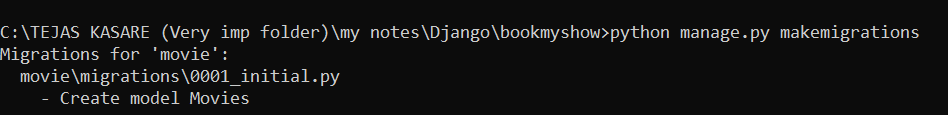 C:\TEJAS KASARE (Very imp folder)\my notes\Django\bookmyshow>python manage.py makemigrations
Migrations for 'movie':
  movie\migrations\0001_initial.py
    - Create model Movies